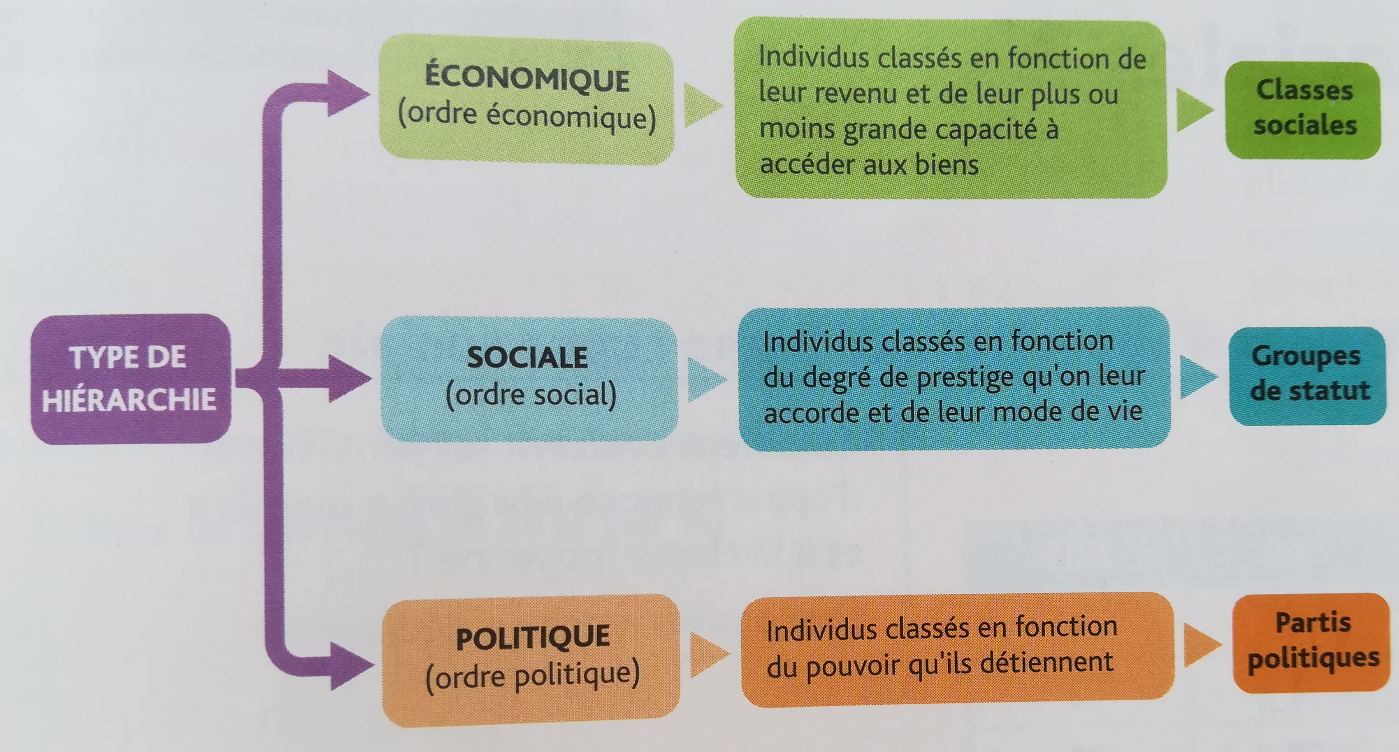 TYPE DE
HIÉRARCHIE
ÉCONOMIQUE
(ordre économique)
Individus classés en fonction de
leur revenu et de leur plus ou
moins grande capacité à
accéder aux biens
Classes
sociales
SOCIALE
(ordre social)
Individus classés en fonction
du degré de prestige qu'on leur
accorde et de leur mode de vie
Groupes
de statut
POLITIQUE
(ordre politique)
Individus classés en fonction
du pouvoir qu'ils détiennent
Partis
politiques